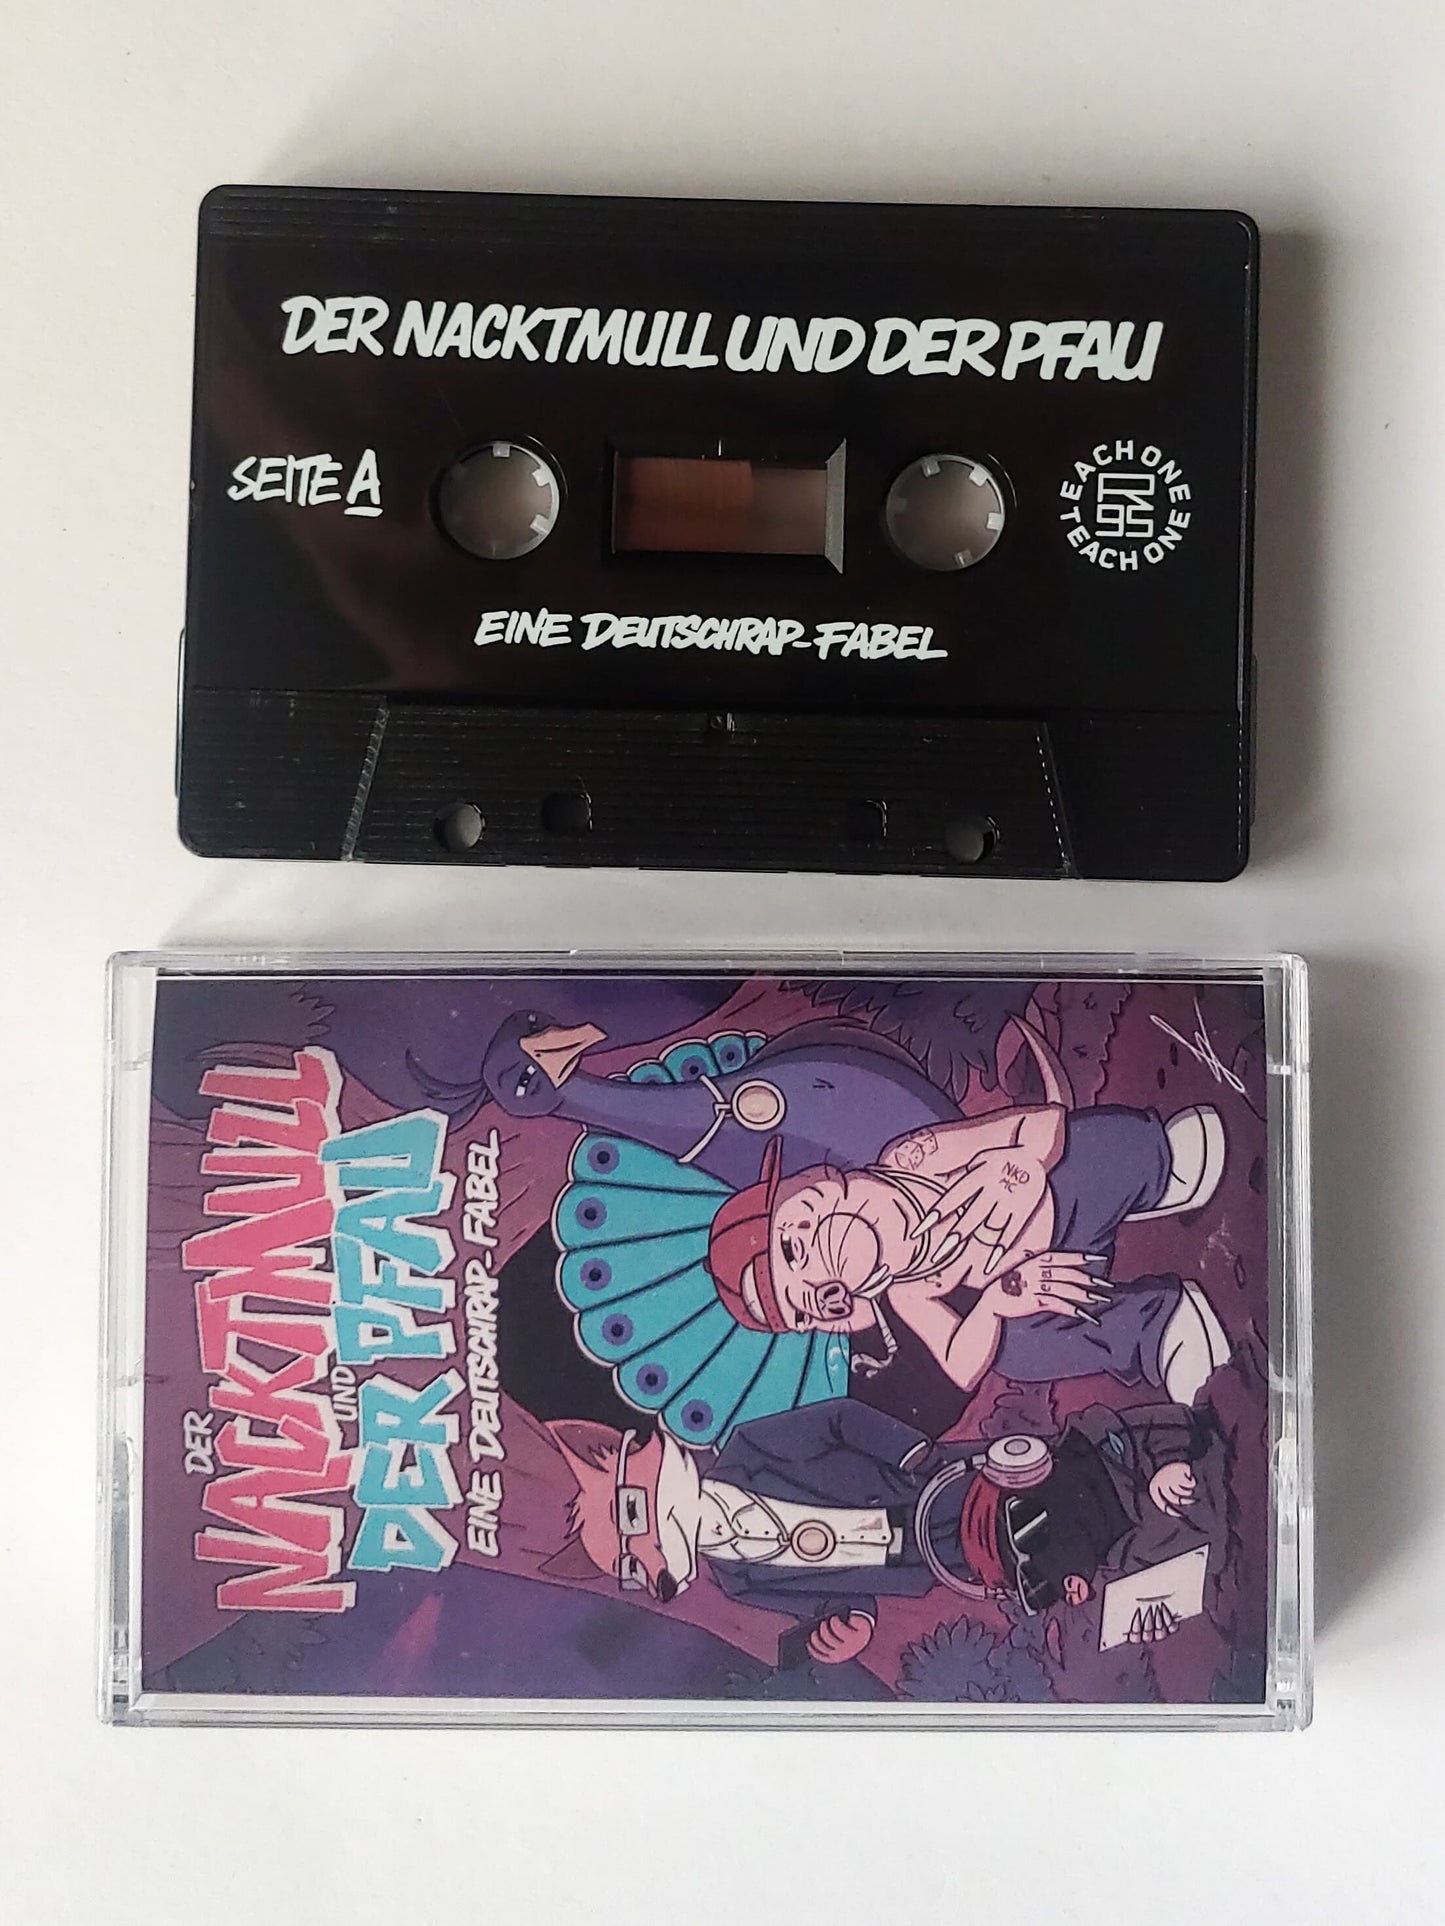 DER NACKTMULL UND DER PFAU
SEITE A
EACH ONE TEACH ONE
EINE DEUTSCHRAP-FABEL
DER
NACKTMULL
UND
DER PFAU
EINE DEUTSCHRAP-FABEL
NKD
MC